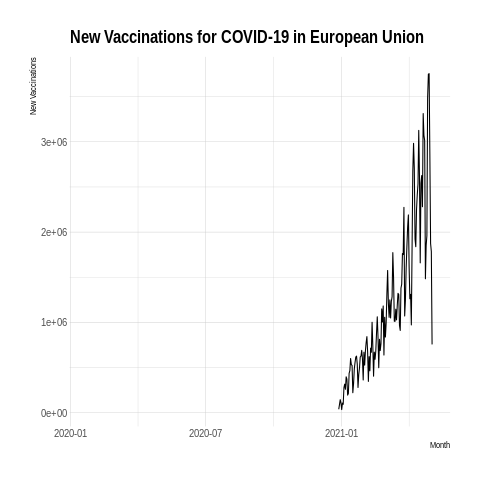 New Vaccinations for COVID-19 in European Union
New Vaccinations
3e+06
2e+06
1e+06
0e+00
2020-01
2020-07
2021-01
Month